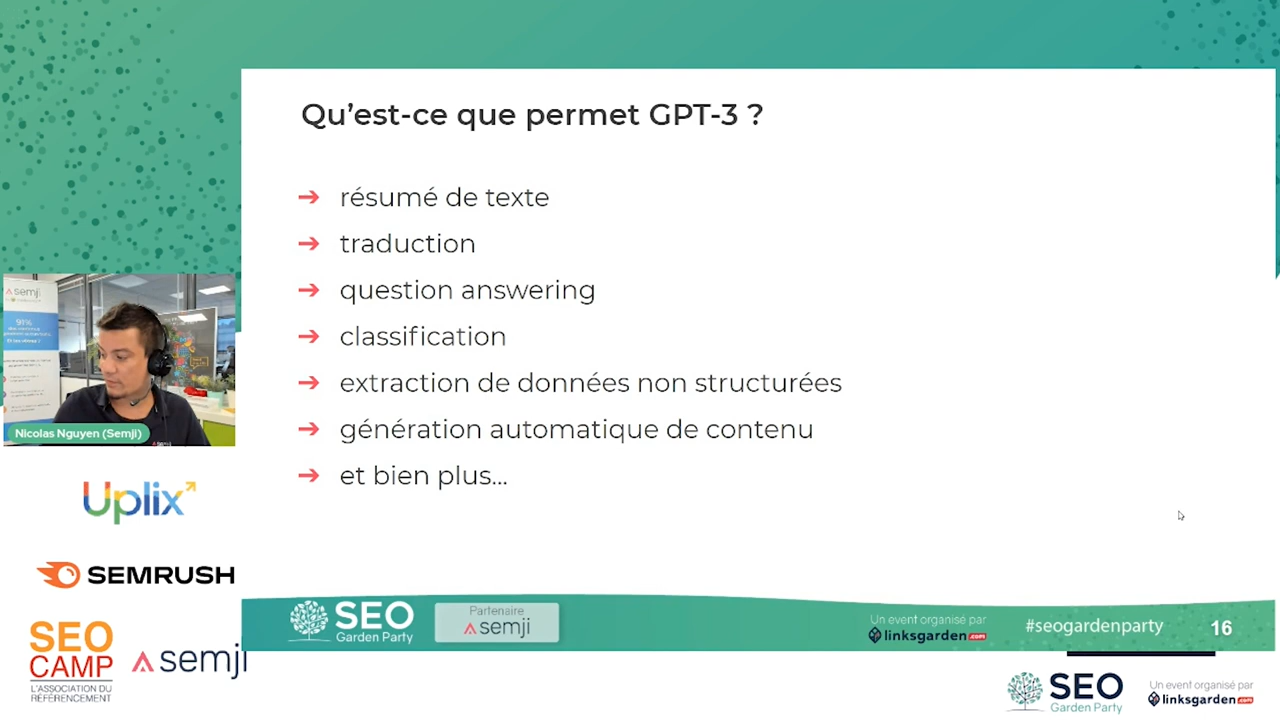 Qu’est-ce que permet GPT-3 ?
➔ résumé de texte
➔ traduction
➔ question answering
➔ classification
➔ extraction de données non structurées
➔ génération automatique de contenu
➔ et bien plus...
semji
91%
Nicolas Nguyen (Semji)
Uplix
SEMRUSH
SEO
CAMP
L'ASSOCIATION DU
RÉFÉRENCEMENT
semji
SEO
Garden Party
Partenaire
semji
Un event organisé par
linksgarden.com
#seogardenparty
16
SEO
Garden Party
Un event organisé par
linksgarden.com